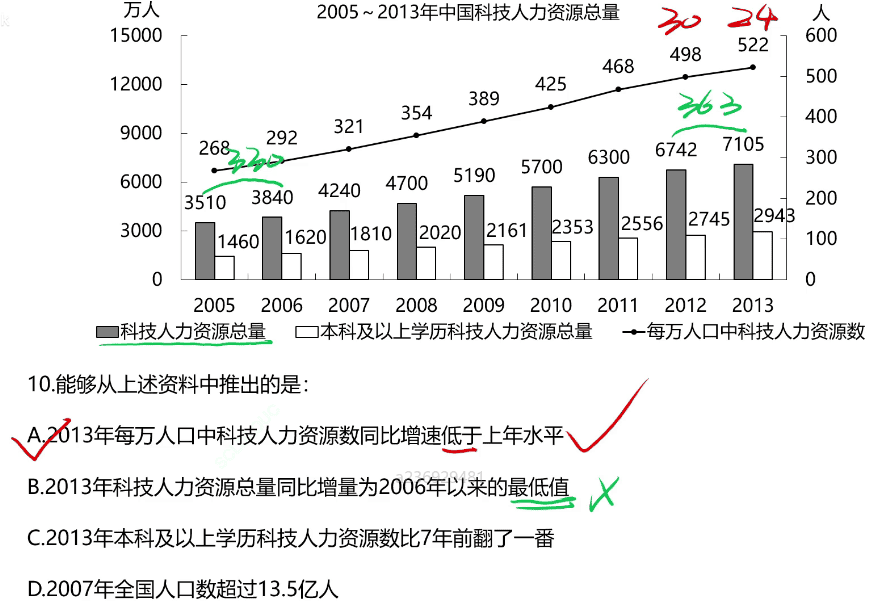 万人 2005～2013年中国科技人力资源总量 30 24 人
15000 600
498 522
12000 468 500
425
389 363
9000 354 400
321
268 292 6742 7105
330 6300 300
6000 5700
3510 3840 4240 4700 5190 200
3000 1460 1620 1810 2020 2161 2353 2556 2745 2943
100
0 0
2005 2006 2007 2008 2009 2010 2011 2012 2013
科技人力资源总量 本科及以上学历科技人力资源总量 每万人口中科技人力资源数
10.能够从上述资料中推出的是：
A.2013年每万人口中科技人力资源数同比增速低于上年水平
B.2013年科技人力资源总量同比增量为2006年以来的最低值
C.2013年本科及以上学历科技人力资源数比7年前翻了一番
D.2007年全国人口数超过13.5亿人